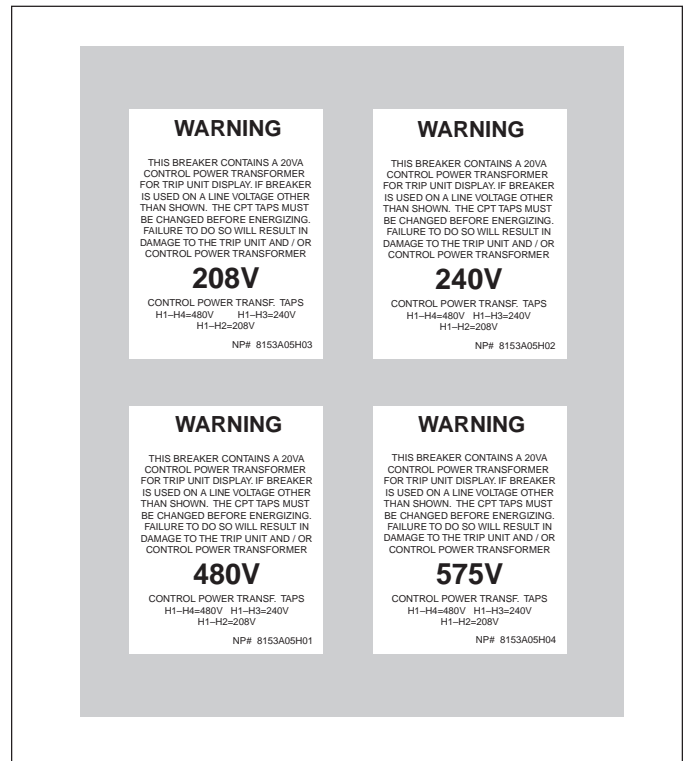 WARNING
THIS BREAKER CONTAINS A 20VA
CONTROL POWER TRANSFORMER
FOR TRIP UNIT DISPLAY. IF BREAKER
IS USED ON A LINE VOLTAGE OTHER
THAN SHOWN. THE CPT TAPS MUST
BE CHANGED BEFORE ENERGIZING.
FAILURE TO DO SO WILL RESULT IN
DAMAGE TO THE TRIP UNIT AND / OR
CONTROL POWER TRANSFORMER
208V
CONTROL POWER TRANSF. TAPS
H1–H4=480V H1–H3=240V
H1–H2=208V
NP# 8153A05H03
WARNING
THIS BREAKER CONTAINS A 20VA
CONTROL POWER TRANSFORMER
FOR TRIP UNIT DISPLAY. IF BREAKER
IS USED ON A LINE VOLTAGE OTHER
THAN SHOWN. THE CPT TAPS MUST
BE CHANGED BEFORE ENERGIZING.
FAILURE TO DO SO WILL RESULT IN
DAMAGE TO THE TRIP UNIT AND / OR
CONTROL POWER TRANSFORMER
240V
CONTROL POWER TRANSF. TAPS
H1–H4=480V H1–H3=240V
H1–H2=208V
NP# 8153A05H02
WARNING
THIS BREAKER CONTAINS A 20VA
CONTROL POWER TRANSFORMER
FOR TRIP UNIT DISPLAY. IF BREAKER
IS USED ON A LINE VOLTAGE OTHER
THAN SHOWN. THE CPT TAPS MUST
BE CHANGED BEFORE ENERGIZING.
FAILURE TO DO SO WILL RESULT IN
DAMAGE TO THE TRIP UNIT AND / OR
CONTROL POWER TRANSFORMER
480V
CONTROL POWER TRANSF. TAPS
H1–H4=480V H1–H3=240V
H1–H2=208V
NP# 8153A05H01
WARNING
THIS BREAKER CONTAINS A 20VA
CONTROL POWER TRANSFORMER
FOR TRIP UNIT DISPLAY. IF BREAKER
IS USED ON A LINE VOLTAGE OTHER
THAN SHOWN. THE CPT TAPS MUST
BE CHANGED BEFORE ENERGIZING.
FAILURE TO DO SO WILL RESULT IN
DAMAGE TO THE TRIP UNIT AND / OR
CONTROL POWER TRANSFORMER
575V
CONTROL POWER TRANSF. TAPS
H1–H4=480V H1–H3=240V
H1–H2=208V
NP# 8153A05H04